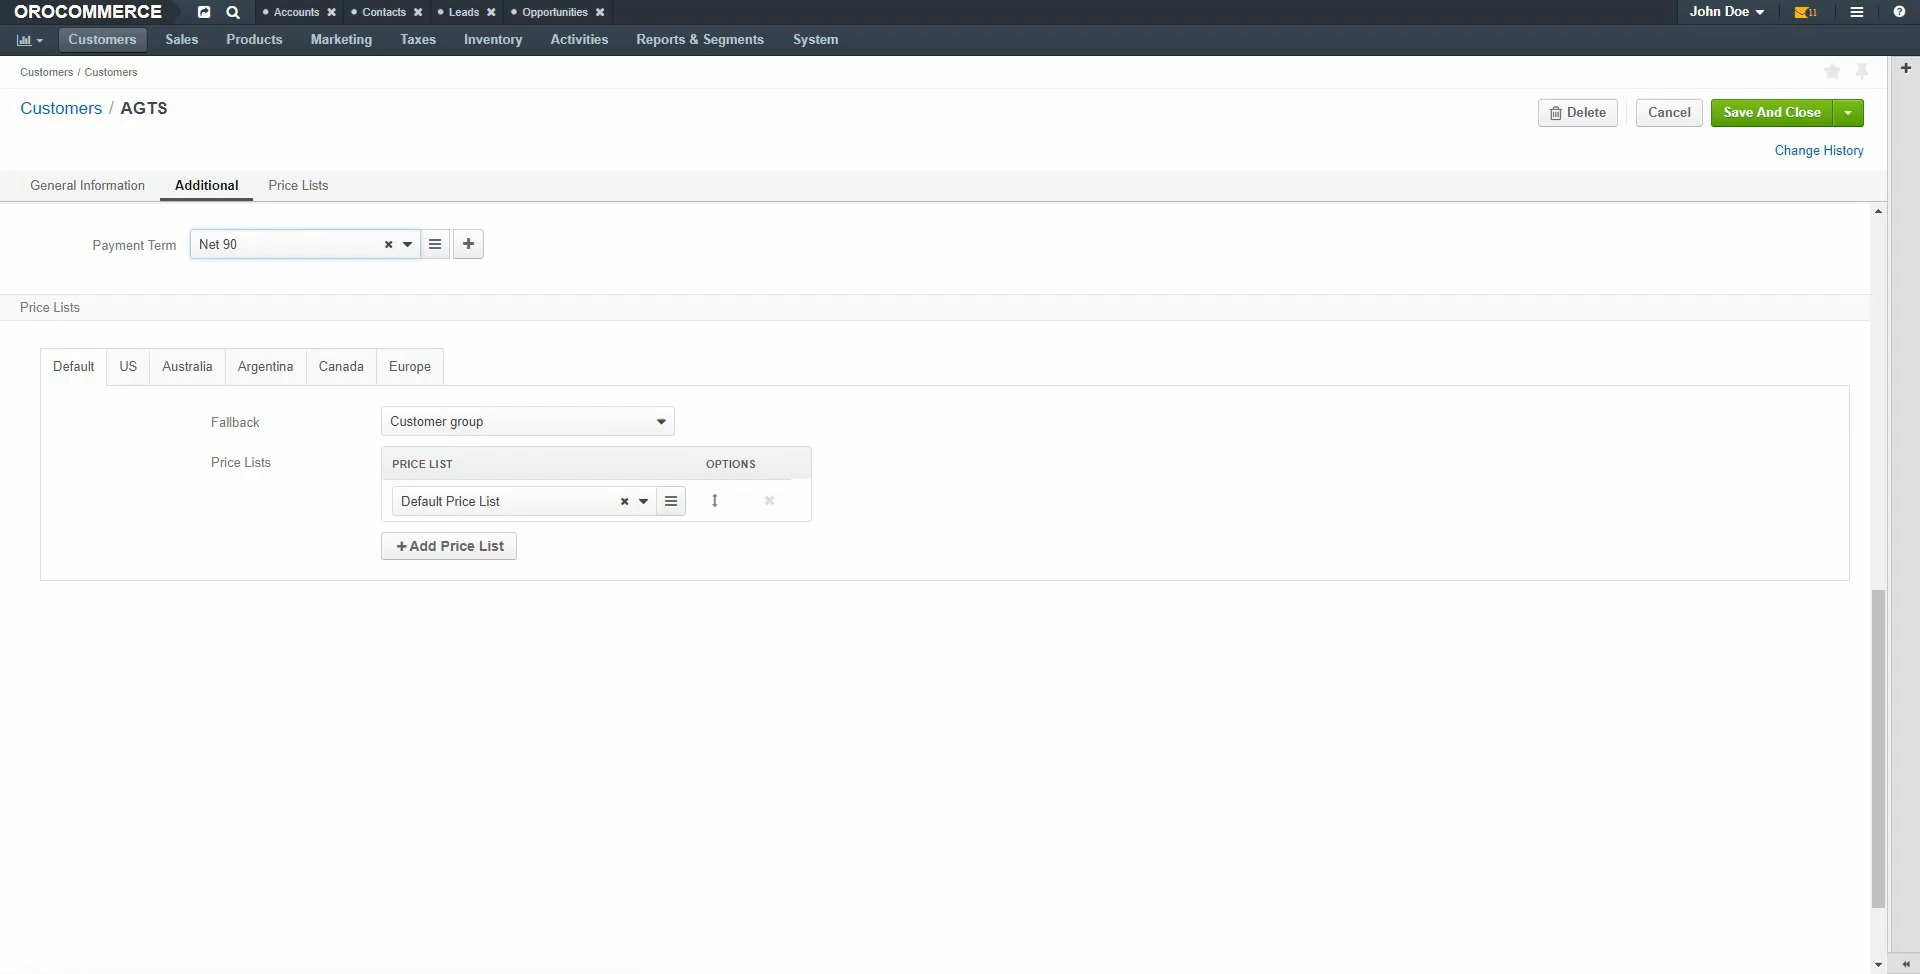 OROCOMMERCE Accounts Contacts Leads Opportunities John Doe 11
Customers Sales Products Marketing Taxes Inventory Activities Reports & Segments System
Customers / Customers
Customers / AGTS
Delete Cancel Save And Close
Change History
General Information Additional Price Lists
Payment Term Net 90
Price Lists
Default US Australia Argentina Canada Europe
Fallback Customer group
Price Lists PRICE LIST OPTIONS
Default Price List
+ Add Price List